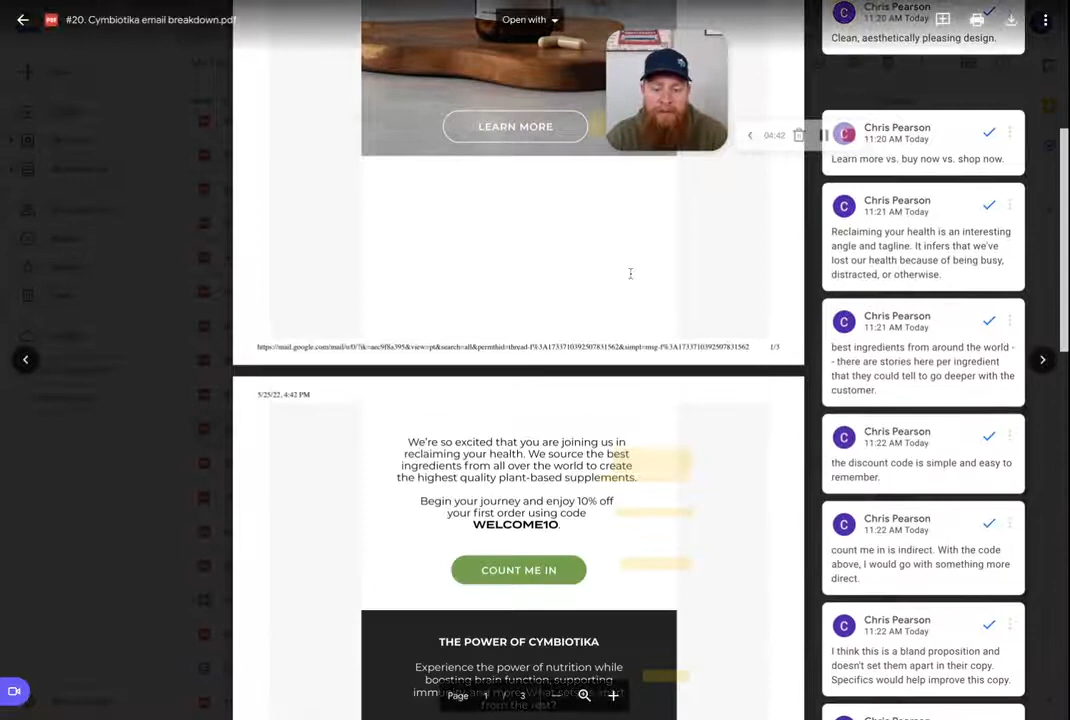 #20. Cymbiotika email breakdown.pdf
Open with
11:20 AM Today
Clean, aesthetically pleasing design.
LEARN MORE
04:42
Chris Pearson
11:20 AM Today
Learn more vs. buy now vs. shop now.
Chris Pearson
11:21 AM Today
Reclaiming your health is an interesting
angle and tagline. It infers that we've
lost our health because of being busy,
distracted, or otherwise.
Chris Pearson
11:21 AM Today
best ingredients from around the world -
- there are stories here per ingredient
that they could tell to go deeper with the
customer.
1/3
5/25/22, 4:42 PM
We're so excited that you are joining us in
reclaiming your health. We source the best
ingredients from all over the world to create
the highest quality plant-based supplements.
Begin your journey and enjoy 10% off
your first order using code
WELCOME10.
COUNT ME IN
Chris Pearson
11:22 AM Today
the discount code is simple and easy to
remember.
Chris Pearson
11:22 AM Today
count me in is indirect. With the code
above, I would go with something more
direct.
THE POWER OF CYMBIOTIKA
Experience the power of nutrition while
boosting brain function, supporting
Page 1 / 3
from the rest?
Chris Pearson
11:22 AM Today
I think this is a bland proposition and
doesn't set them apart in their copy.
Specifics would help improve this copy.